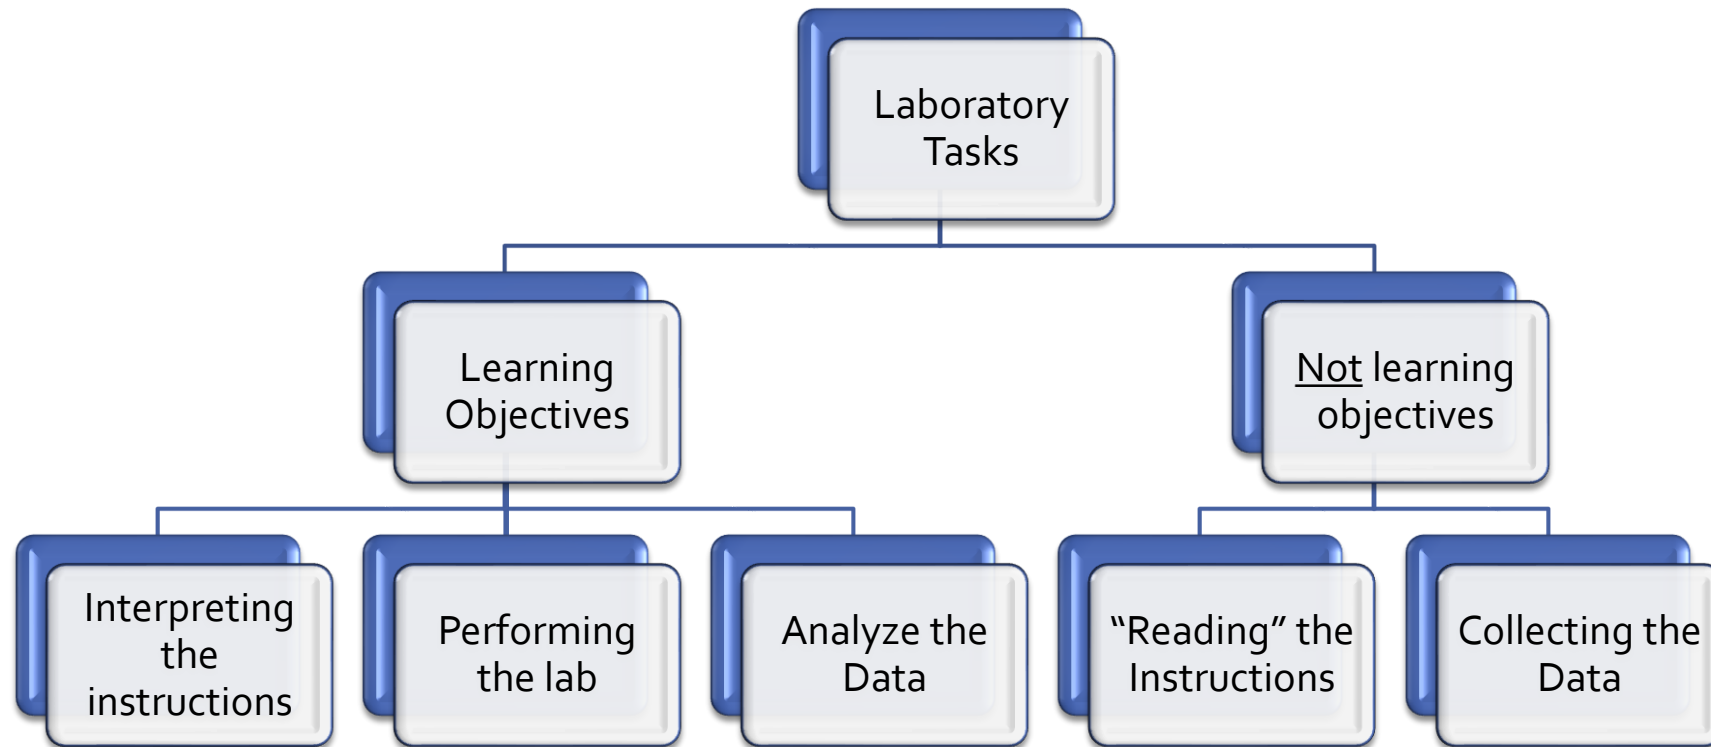 Laboratory
Tasks
Learning
Objectives
Not learning
objectives
Interpreting
the
instructions
Performing
the lab
Analyze the
Data
“Reading” the
Instructions
Collecting the
Data